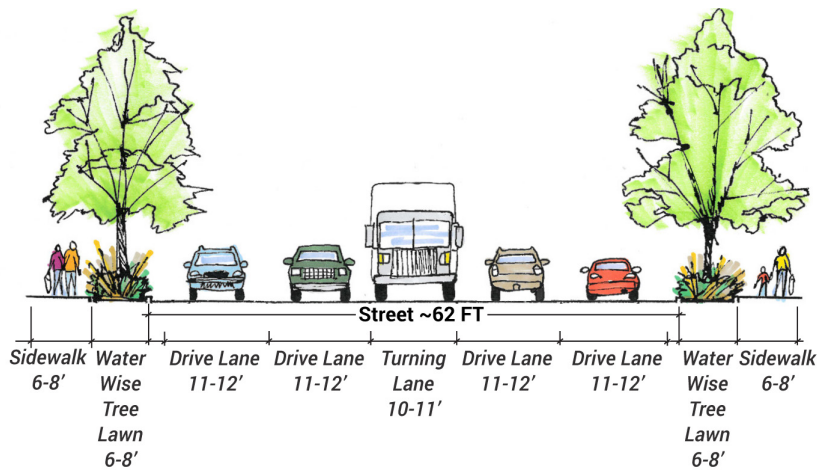 Street ~62 FT
Sidewalk
6-8’
Water
Wise
Tree
Lawn
6-8’
Drive Lane
11-12’
Drive Lane
11-12’
Turning
Lane
10-11’
Drive Lane
11-12’
Drive Lane
11-12’
Water
Wise
Tree
Lawn
6-8’
Sidewalk
6-8’